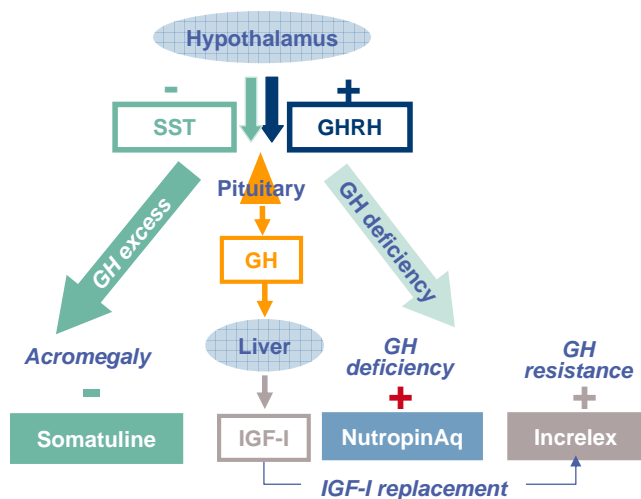 Hypothalamus
- +
SST
GHRH
Pituitary
GH excess
GH deficiency
GH
Liver
Acromegaly
GH
deficiency
GH
resistance
- + +
Somatuline
IGF-I
NutropinAq
Increlex
IGF-I replacement